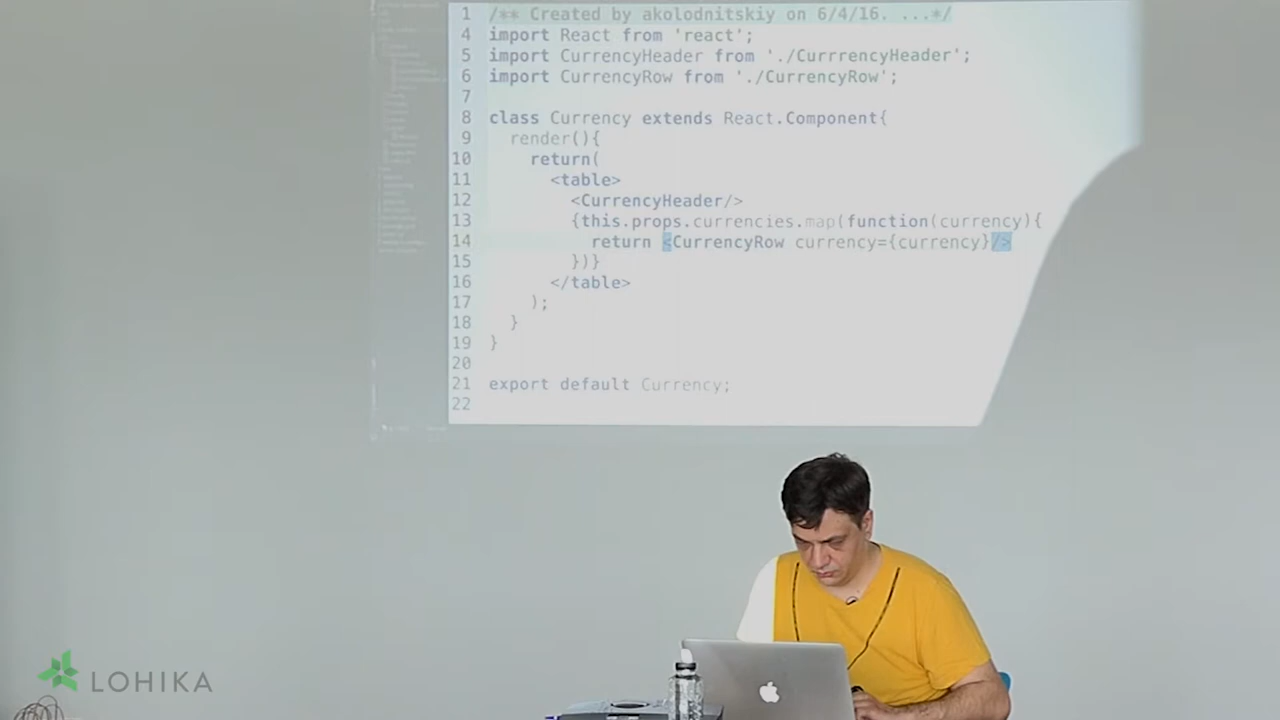 1 /** Created by akolodnitskiy on 6/4/16. ...*/
4 import React from 'react';
5 import CurrencyHeader from './CurrrencyHeader';
6 import CurrencyRow from './CurrencyRow';
7
8 class Currency extends React.Component{
9 render(){
10 return(
11 <table>
12 <CurrencyHeader/>
13 {this.props.currencies.map(function(currency){
14 return <CurrencyRow currency={currency}/>
15 })}
16 </table>
17 );
18 }
19 }
20
21 export default Currency;
22
LOHIKA